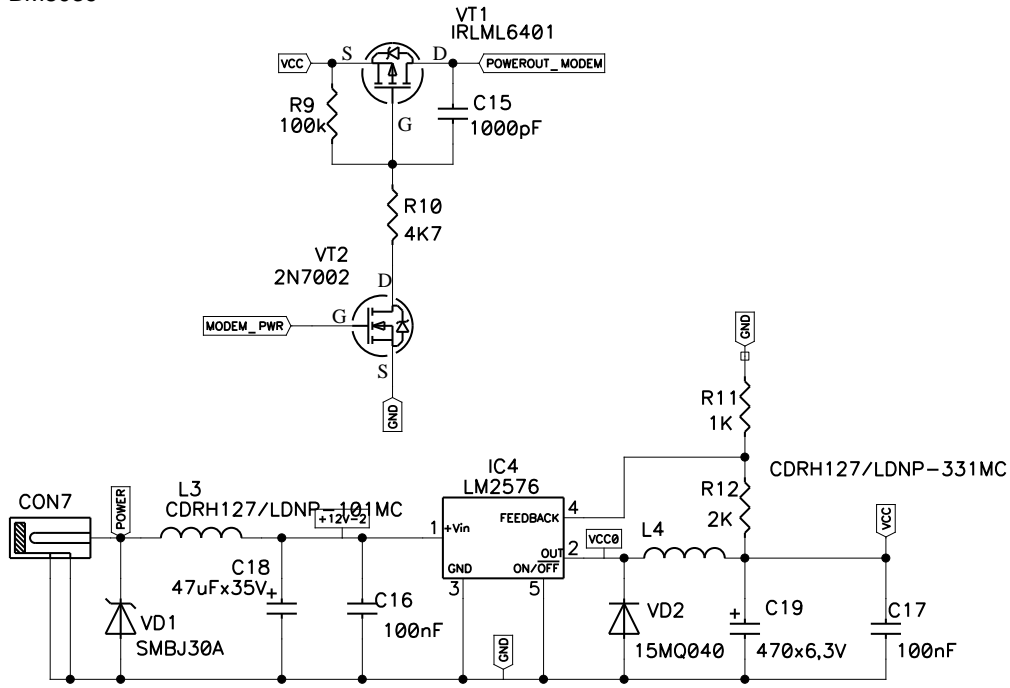 VT1
IRLML6401
VCC
S
D
POWEROUT_MODEM
R9
100k
C15
1000pF
G
R10
4K7
VT2
2N7002
D
G
MODEM_PWR
S
GND
GND
R11
1K
CDRH127/LDNP-331MC
IC4
LM2576
R12
2K
CON7
POWER
L3
CDRH127/LDNP-101MC
+12V-2
1
+Vin
FEEDBACK
4
OUT
2
GND
ON/OFF
3
5
VCC0
L4
VCC
C18
47uFx35V
+
C16
100nF
VD1
SMBJ30A
GND
VD2
15MQ040
+
C19
470x6,3V
C17
100nF